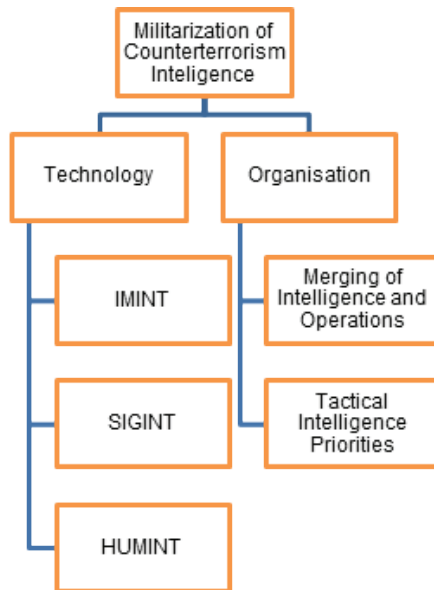 Militarization of
Counterterrorism
Inteligence
Technology
Organisation
IMINT
Merging of
Intelligence and
Operations
SIGINT
Tactical
Intelligence
Priorities
HUMINT